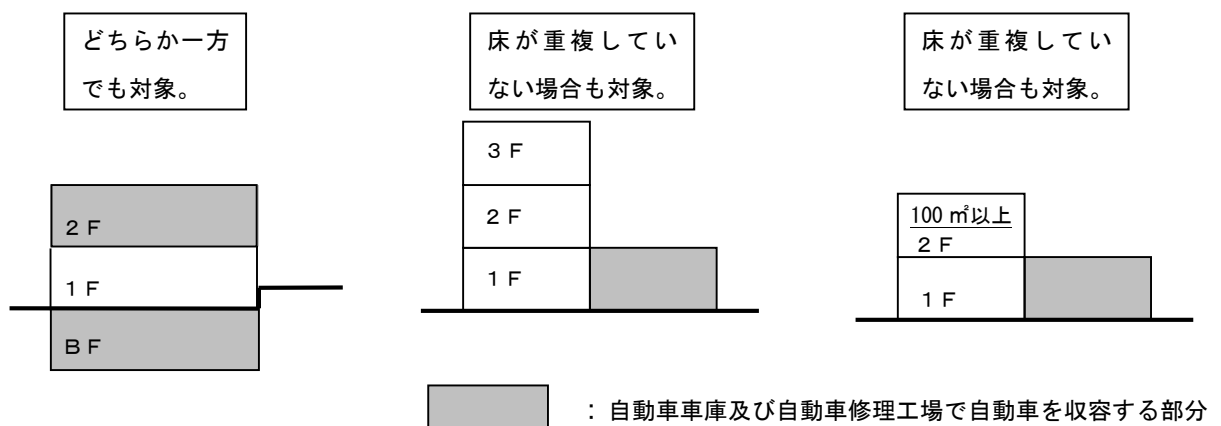 どちらか一方
でも対象。
2F
1F
BF
床が重複してい
ない場合も対象。
3F
2F
1F
床が重複してい
ない場合も対象。
100 ㎡以上
2F
1F
:自動車車庫及び自動車修理工場で自動車を収容する部分